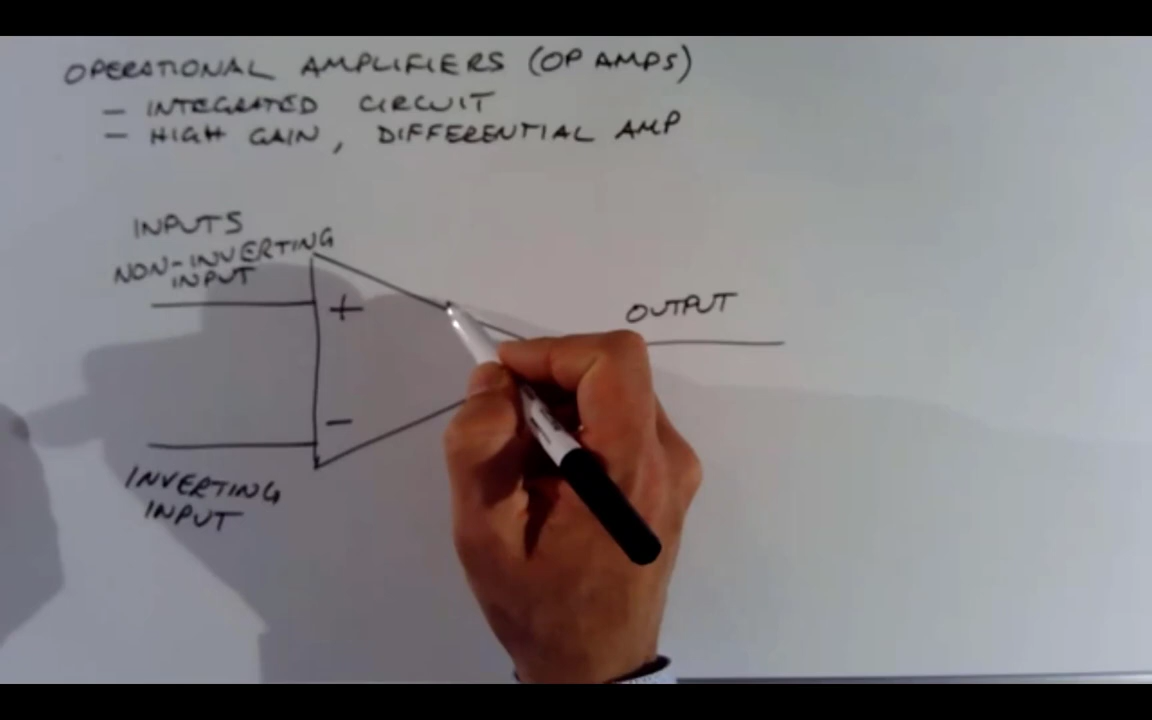 OPERATIONAL AMPLIFIERS (OP AMPS)
- INTEGRATED CIRCUIT
- HIGH GAIN, DIFFERENTIAL AMP
INPUTS
NON-INVERTING
INPUT
+
OUTPUT
-
INVERTING
INPUT